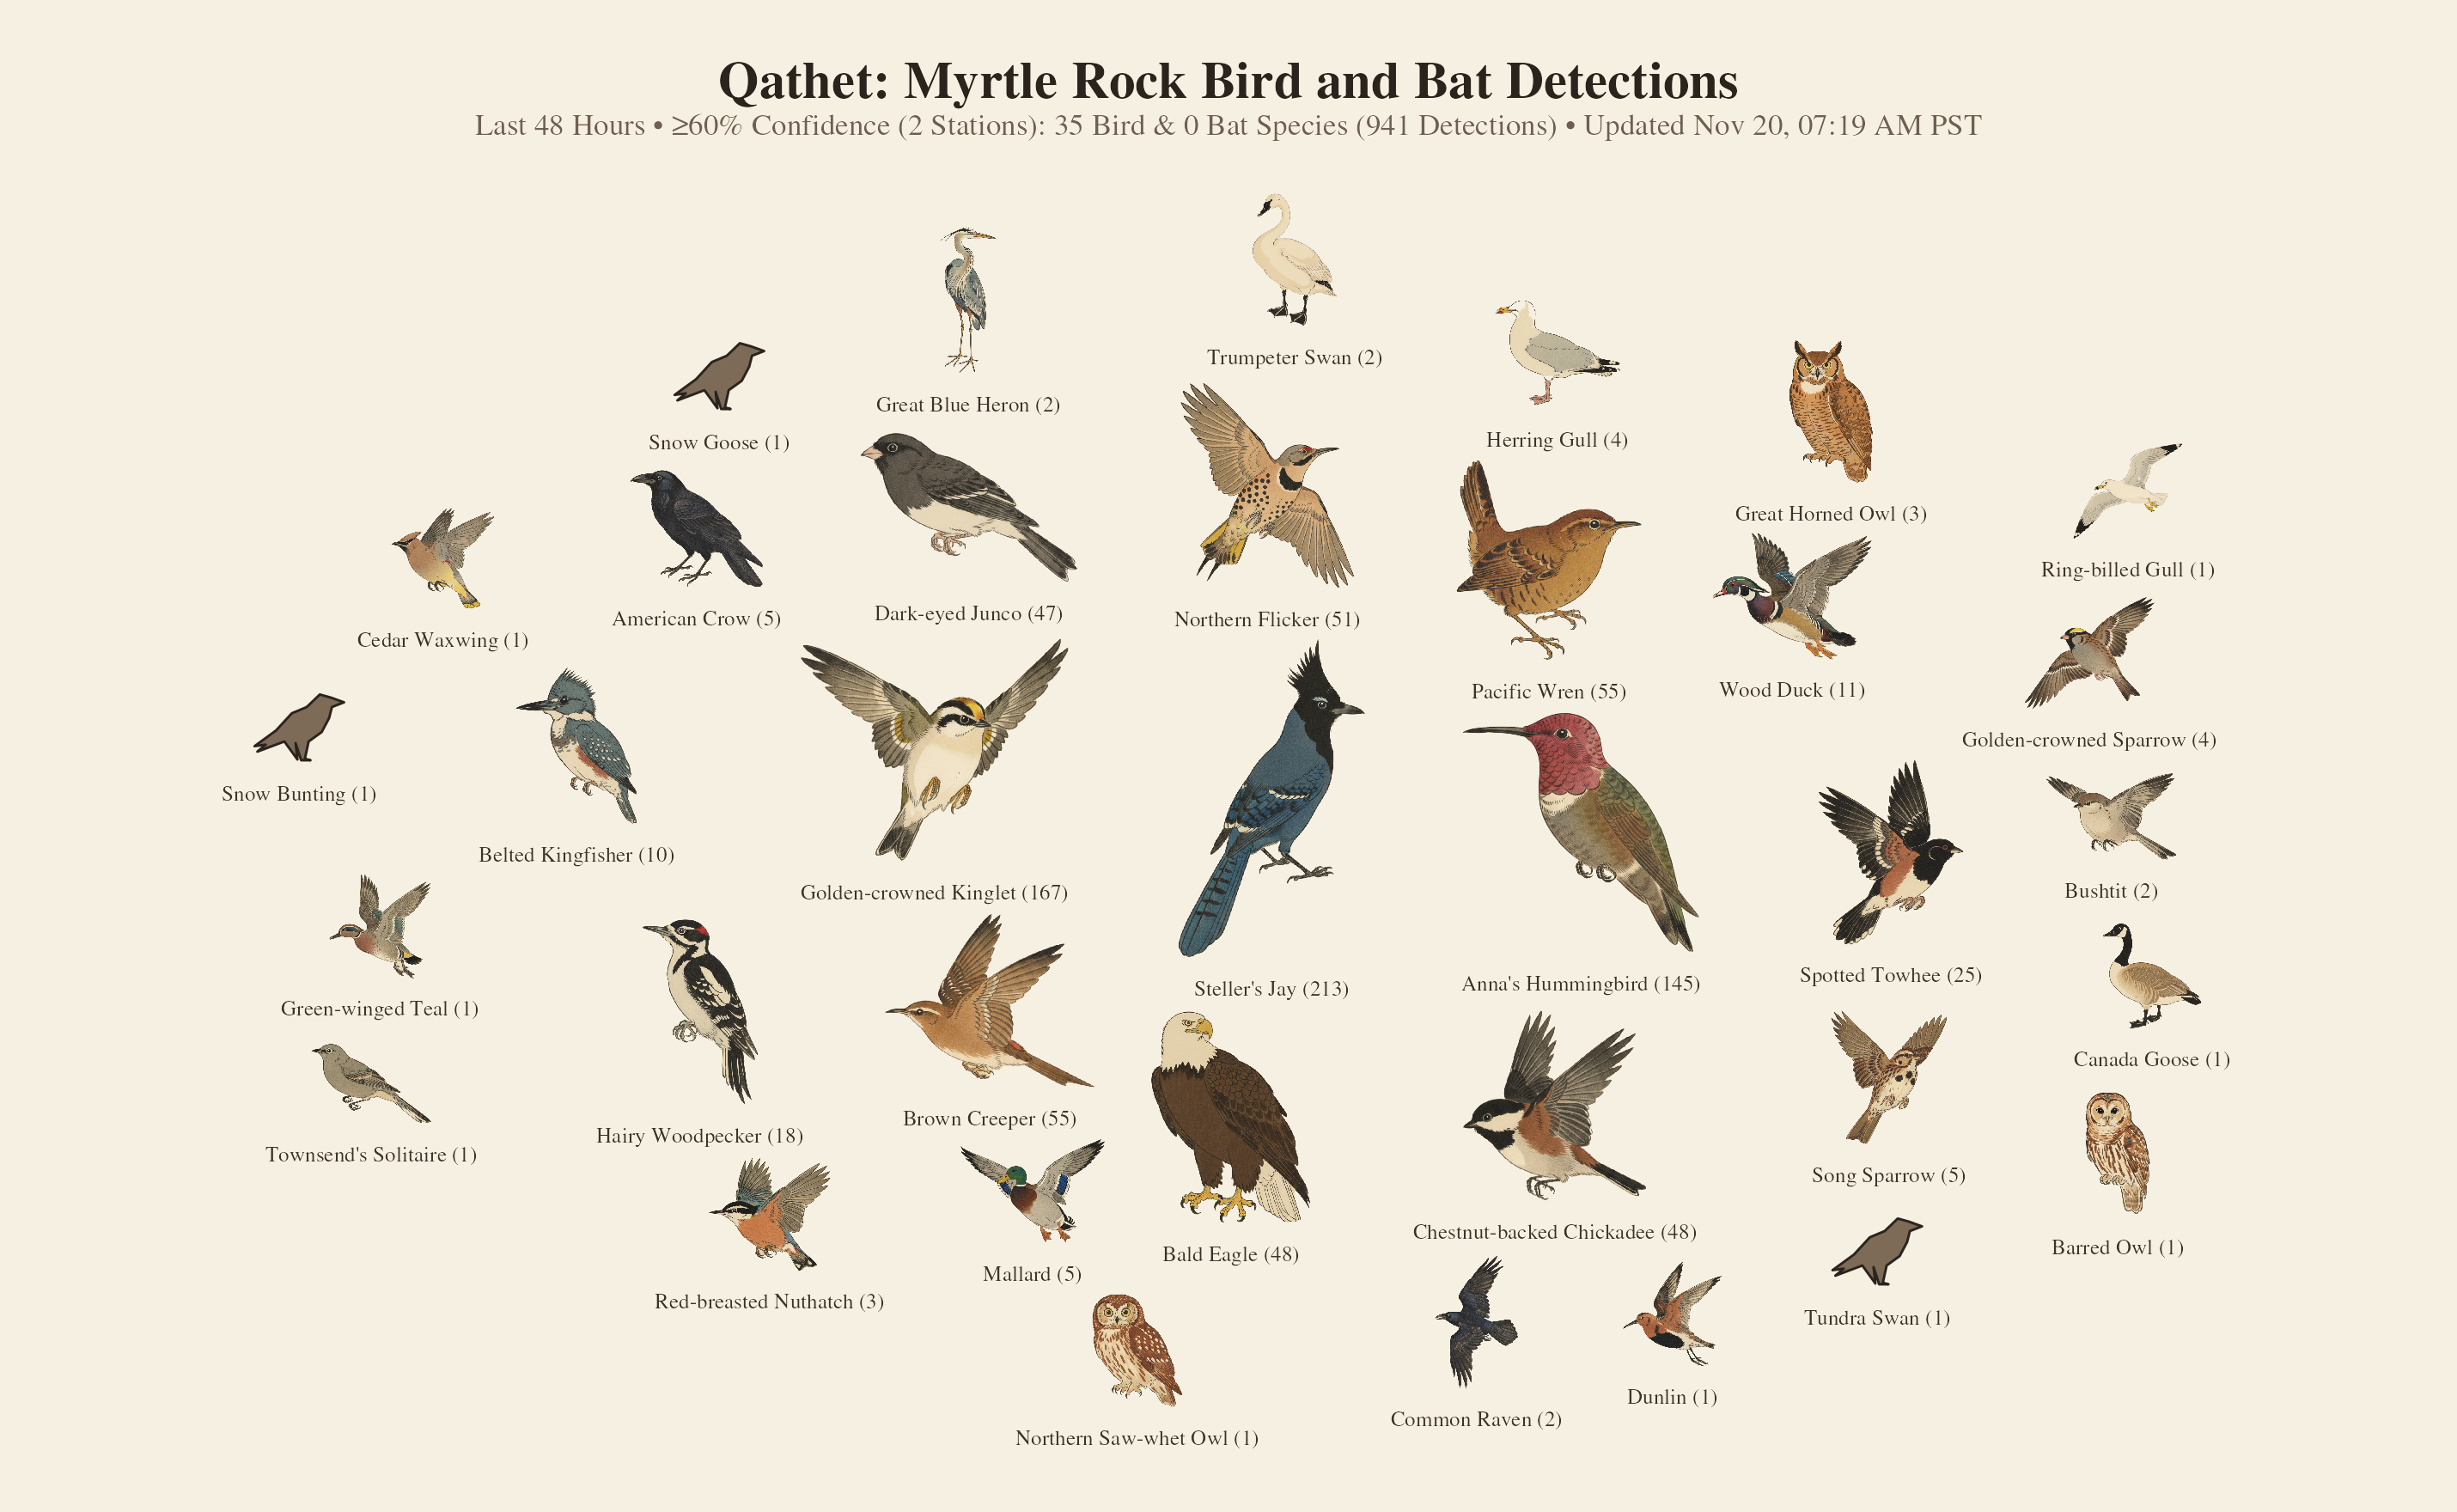 Qathet: Myrtle Rock Bird and Bat Detections
Last 48 Hours • ≥60% Confidence (2 Stations): 35 Bird & 0 Bat Species (941 Detections) • Updated Nov 20, 07:19 AM PST
Trumpeter Swan (2)
Great Blue Heron (2)
Herring Gull (4)
Snow Goose (1)
Great Horned Owl (3)
Ring-billed Gull (1)
Dark-eyed Junco (47)
American Crow (5)
Northern Flicker (51)
Cedar Waxwing (1)
Wood Duck (11)
Pacific Wren (55)
Golden-crowned Sparrow (4)
Snow Bunting (1)
Belted Kingfisher (10)
Bushtit (2)
Golden-crowned Kinglet (167)
Spotted Towhee (25)
Anna's Hummingbird (145)
Steller's Jay (213)
Green-winged Teal (1)
Canada Goose (1)
Brown Creeper (55)
Hairy Woodpecker (18)
Townsend's Solitaire (1)
Song Sparrow (5)
Chestnut-backed Chickadee (48)
Barred Owl (1)
Bald Eagle (48)
Mallard (5)
Red-breasted Nuthatch (3)
Tundra Swan (1)
Dunlin (1)
Common Raven (2)
Northern Saw-whet Owl (1)